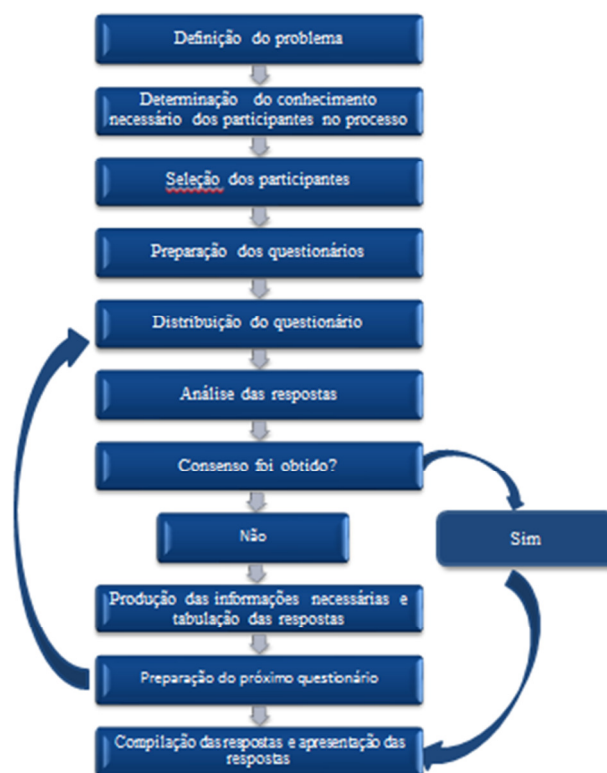 Definição do problema
Determinação do conhecimento
necessário dos participantes no processo
Seleção dos participantes
Preparação dos questionários
Distribuição do questionário
Análise das respostas
Consenso foi obtido?
Não
Sim
Produção das informações necessárias e
tabulação das respostas
Preparação do próximo questionário
Compilação das respostas e apresentação das
respostas